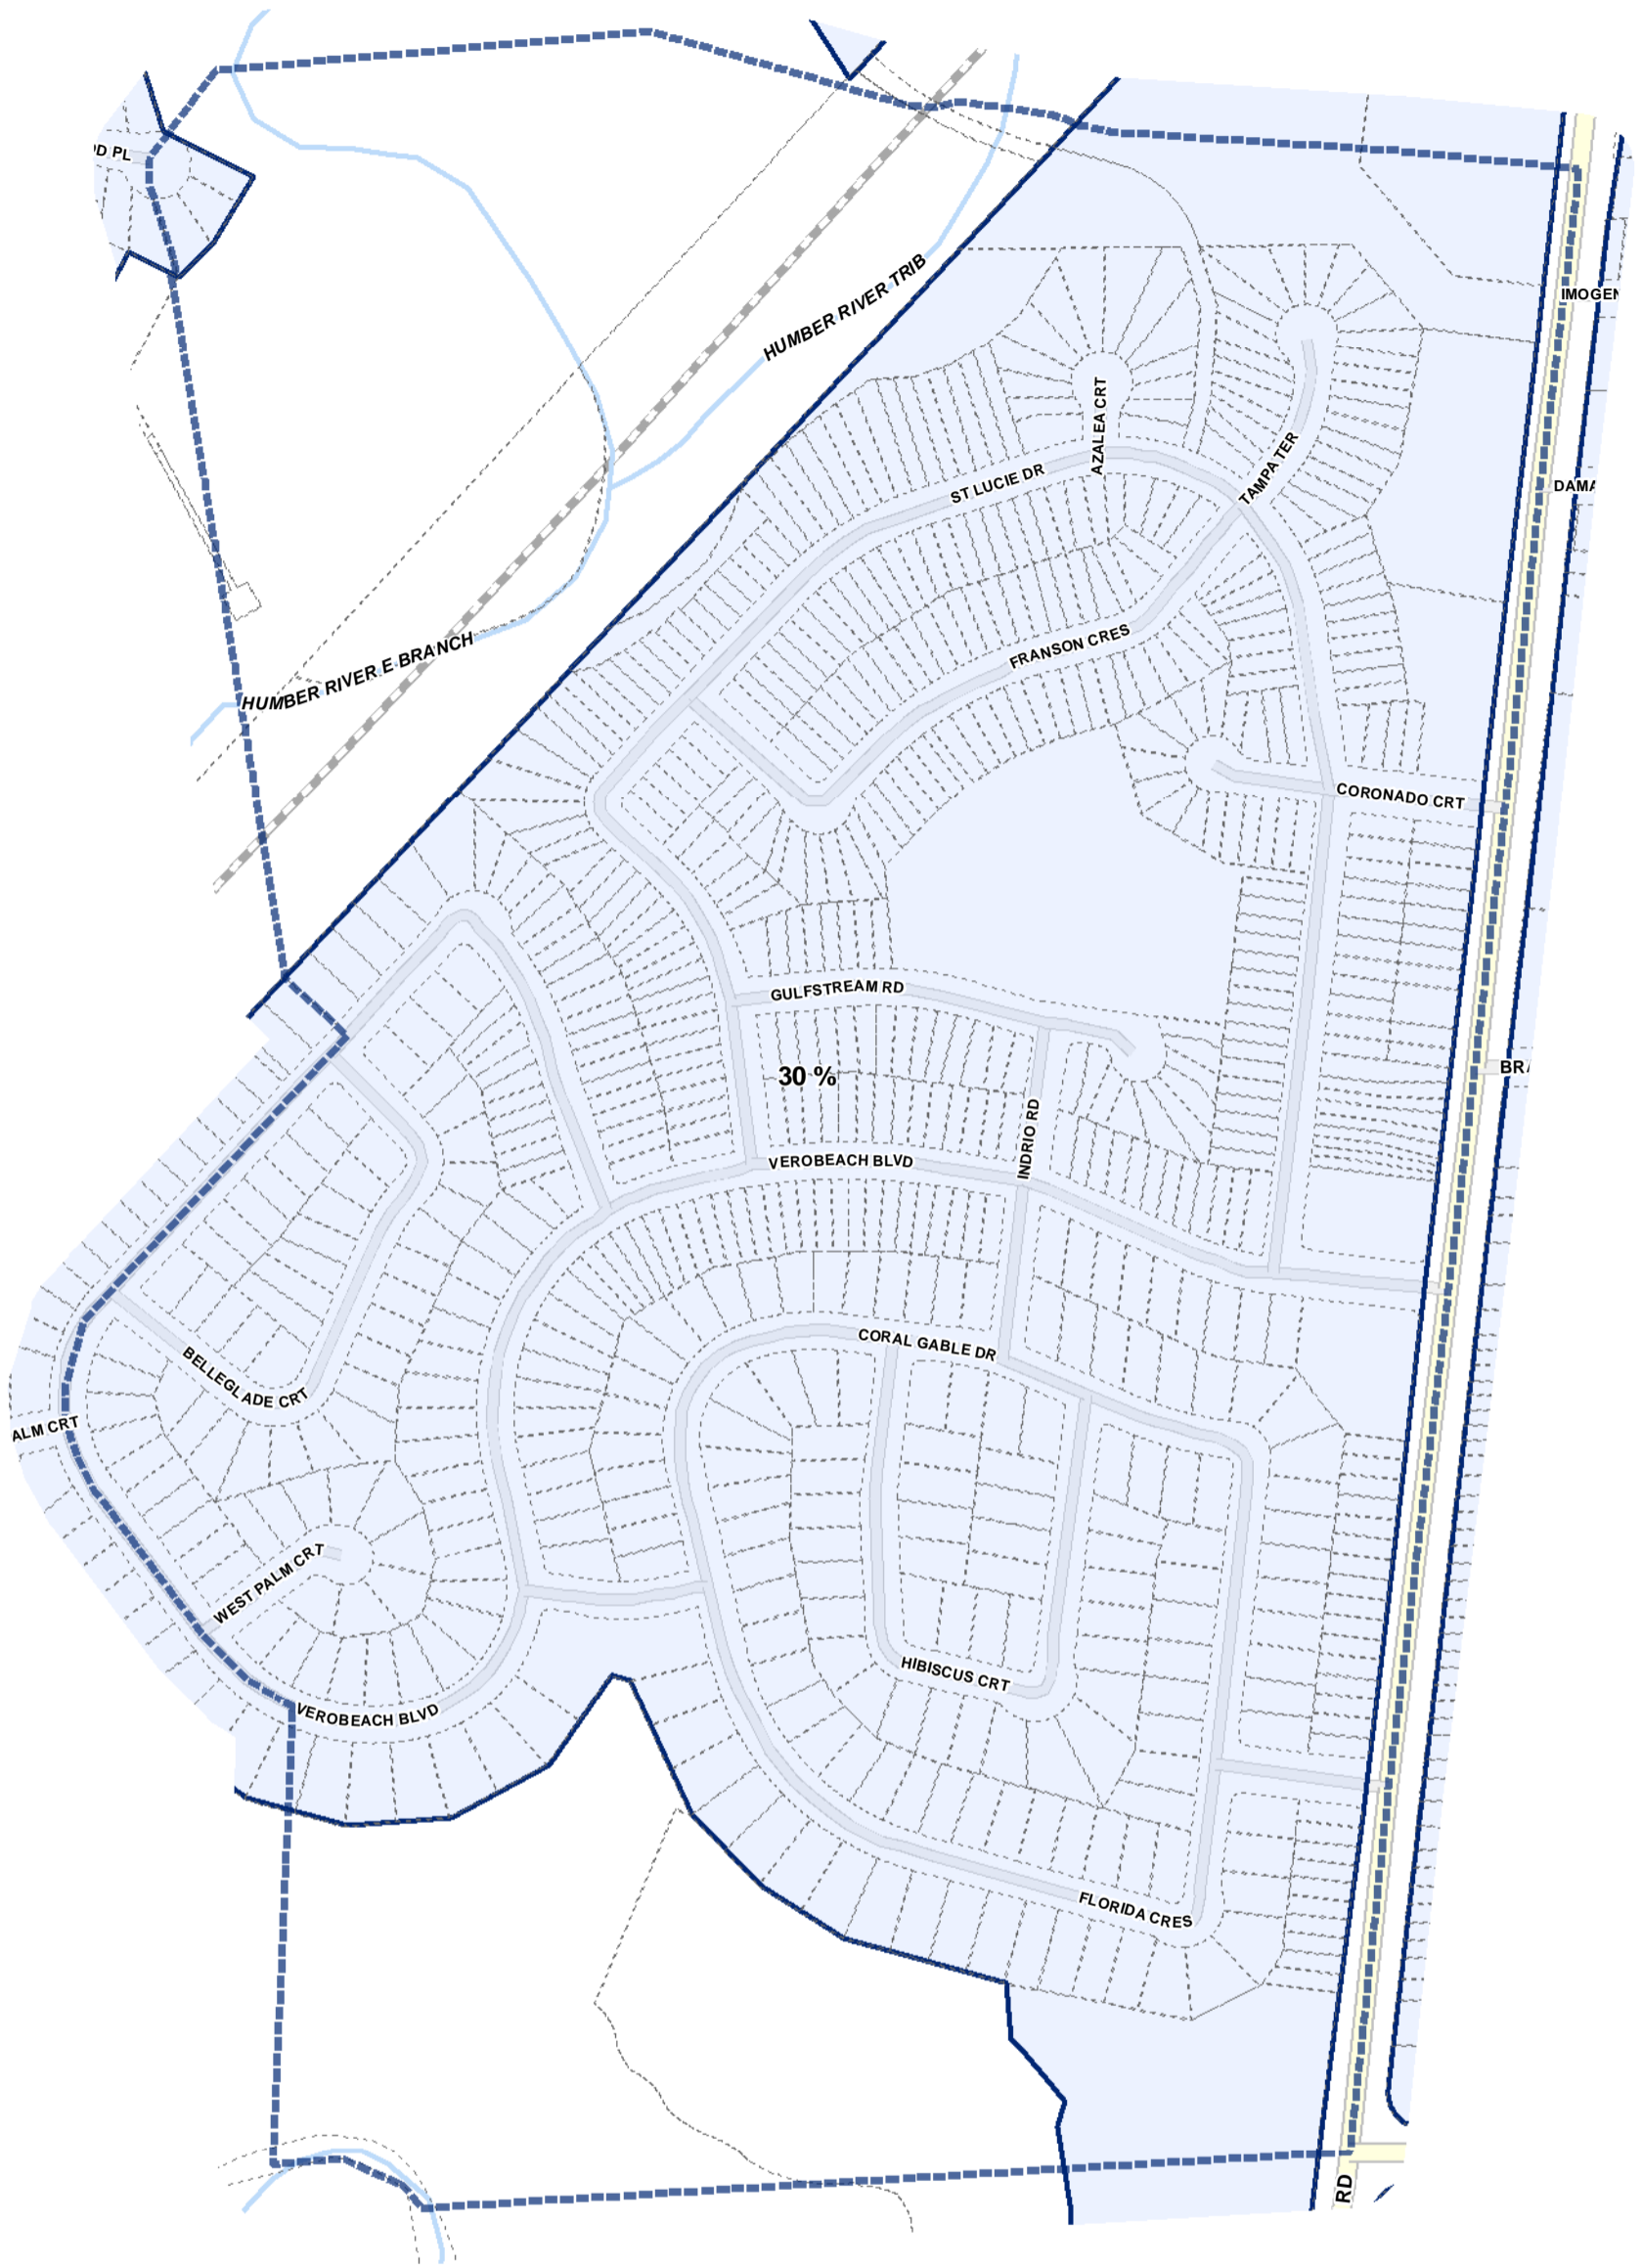 OD PL
IMOGEN
HUMBER RIVER TRIB
AZALEA CRT
TAMPA TER
ST LUCIE DR
DAMA
FRANSON CRES
HUMBER RIVER E BRANCH
CORONADO CRT
GULFSTREAM RD
30 %
BRA
INDRIO RD
VEROBEACH BLVD
CORAL GABLE DR
BELLEGLADE CRT
ALM CRT
WEST PALM CRT
HIBISCUS CRT
VEROBEACH BLVD
FLORIDA CRES
RD